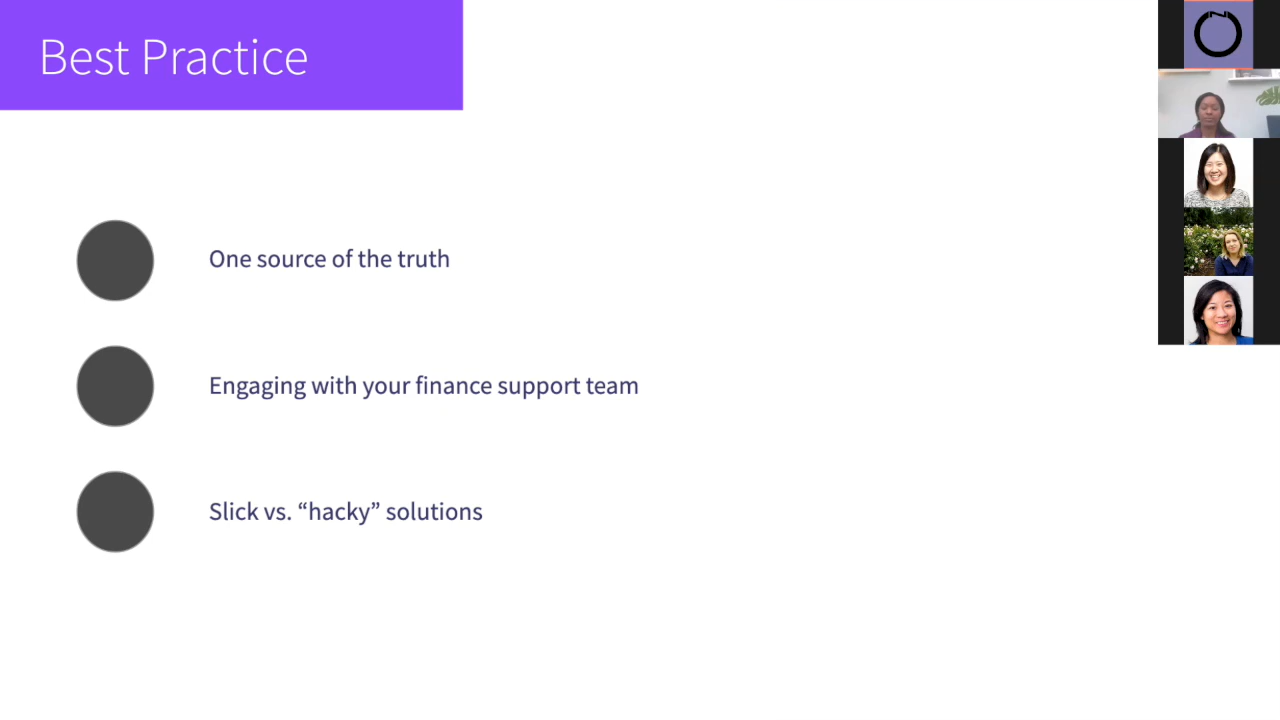 Best Practice
One source of the truth
Engaging with your finance support team
Slick vs. “hacky” solutions